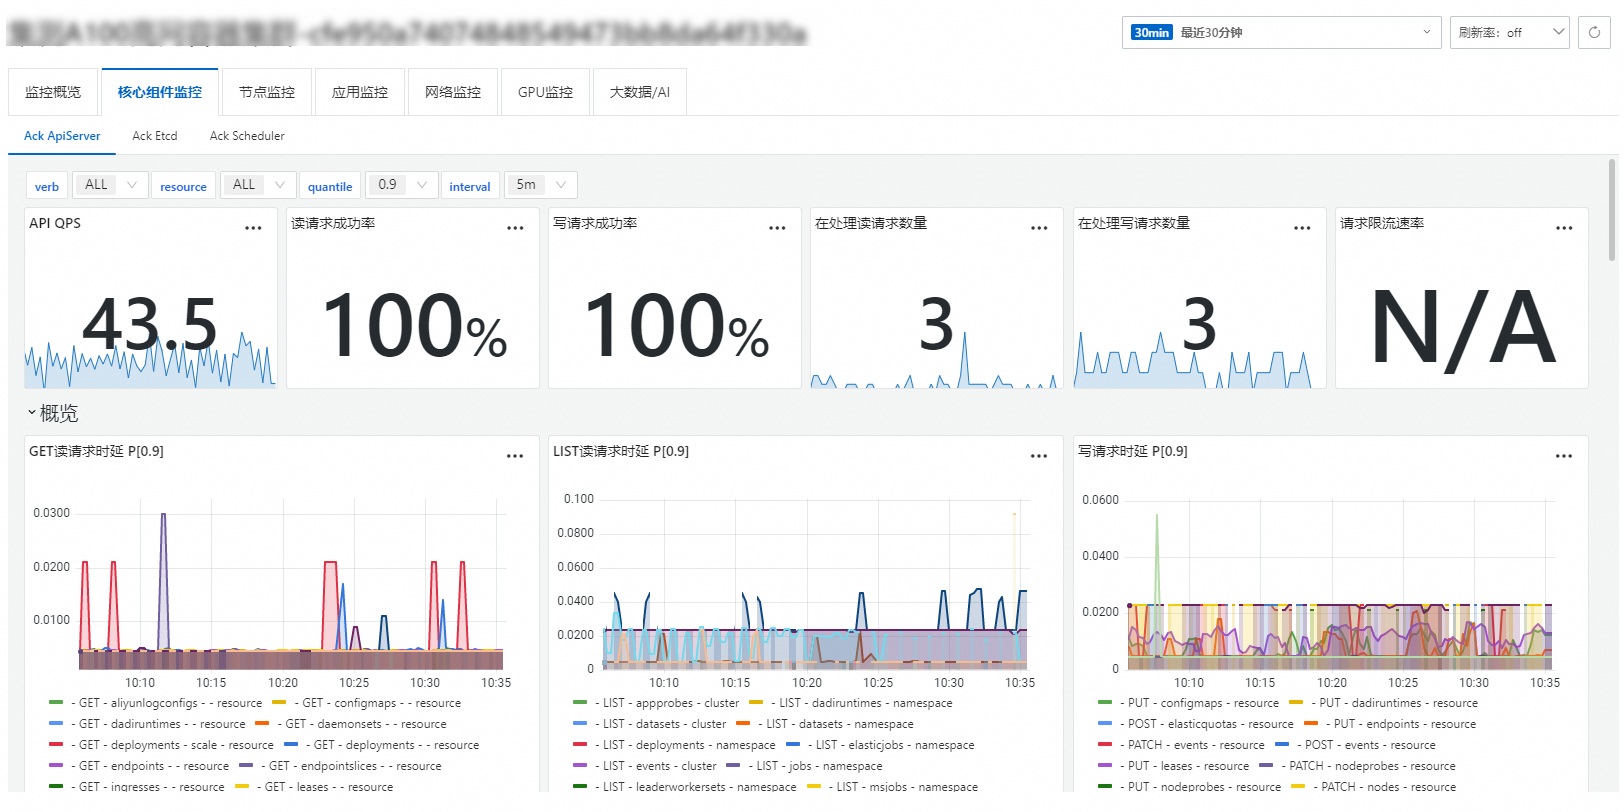 30min 最近30分钟 刷新率：off
监控概览 核心组件监控 节点监控 应用监控 网络监控 GPU监控 大数据/AI
Ack ApiServer Ack Etcd Ack Scheduler
verb ALL resource ALL quantile 0.9 interval 5m
API QPS 读请求成功率 写请求成功率 在处理读请求数量 在处理写请求数量 请求限流速率
43.5 100% 100% 3 3 N/A
概览
GET读请求时延 P[0.9]
0.0300
0.0200
0.0100
10:10 10:15 10:20 10:25 10:30 10:35
- GET - aliyunlogconfigs - - resource - GET - configmaps - - resource
- GET - dadiruntimes - - resource - GET - daemonsets - - resource
- GET - deployments - scale - resource - GET - deployments - - resource
- GET - endpoints - - resource - GET - endpointslices - - resource
- GET - ingresses - - resource - GET - leases - - resource
LIST读请求时延 P[0.9]
0.100
0.0800
0.0600
0.0400
0.0200
0
10:10 10:15 10:20 10:25 10:30 10:35
- LIST - appprobes - cluster - LIST - dadiruntimes - namespace
- LIST - datasets - cluster - LIST - datasets - namespace
- LIST - deployments - namespace - LIST - elasticjobs - namespace
- LIST - events - cluster - LIST - jobs - namespace
- LIST - leaderworkersets - namespace - LIST - msjobs - namespace
写请求时延 P[0.9]
0.0600
0.0400
0.0200
0
10:10 10:15 10:20 10:25 10:30 10:35
- PUT - configmaps - resource - PUT - dadiruntimes - resource
- POST - elasticquotas - resource - PUT - endpoints - resource
- PATCH - events - resource - POST - events - resource
- PUT - leases - resource - PATCH - nodeprobes - resource
- PUT - nodeprobes - resource - PATCH - nodes - resource